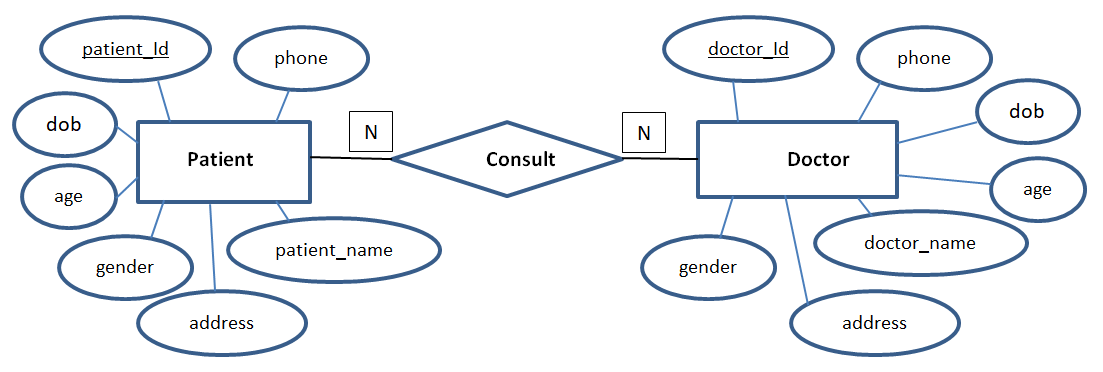 patient_Id
phone
dob
age
Patient
gender
address
patient_name
N
Consult
N
doctor_Id
phone
dob
age
Doctor
doctor_name
gender
address